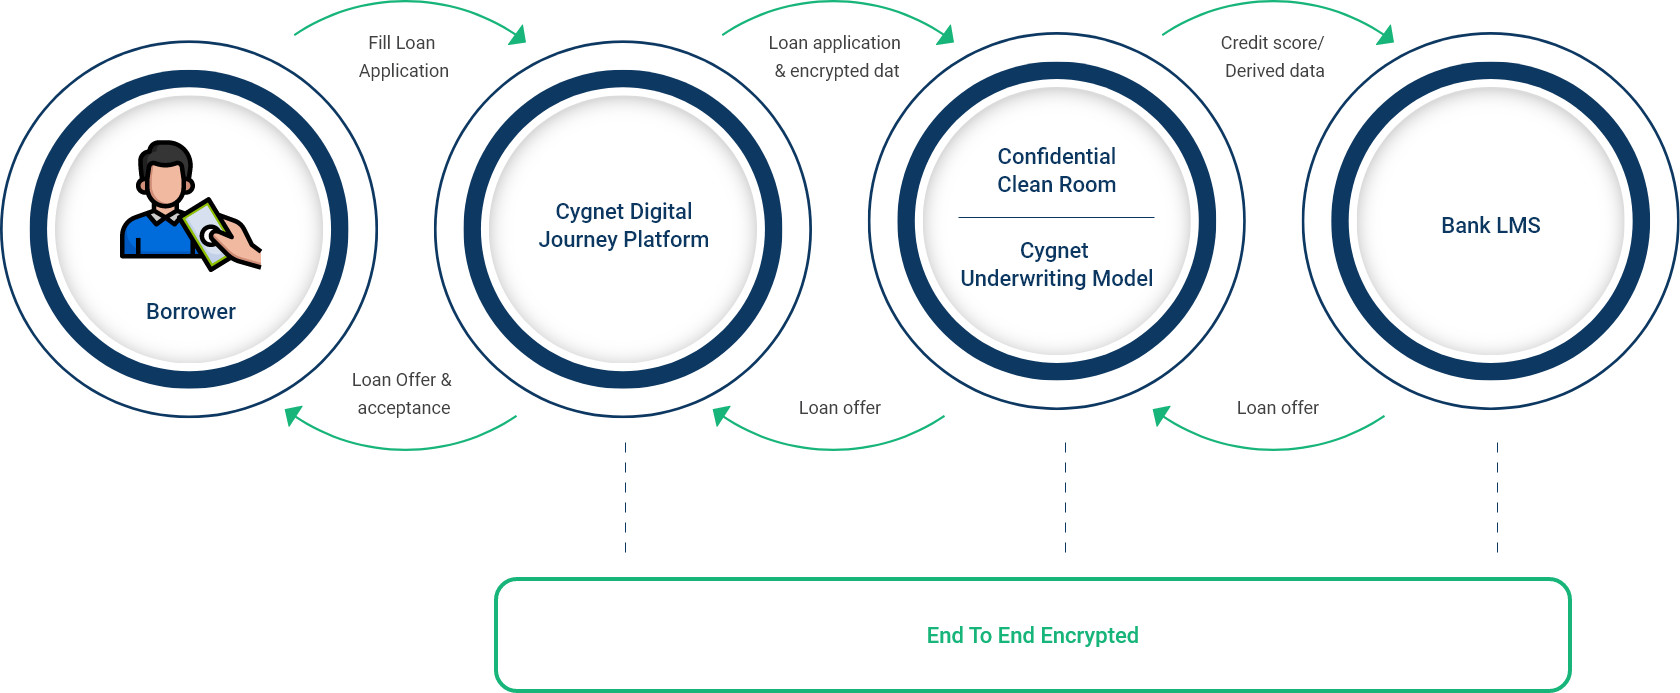 Fill Loan
Application
Loan application
& encrypted dat
Credit score/
Derived data
Borrower
Cygnet Digital
Journey Platform
Confidential
Clean Room
Cygnet
Underwriting Model
Bank LMS
Loan Offer &
acceptance
Loan offer
Loan offer
End To End Encrypted